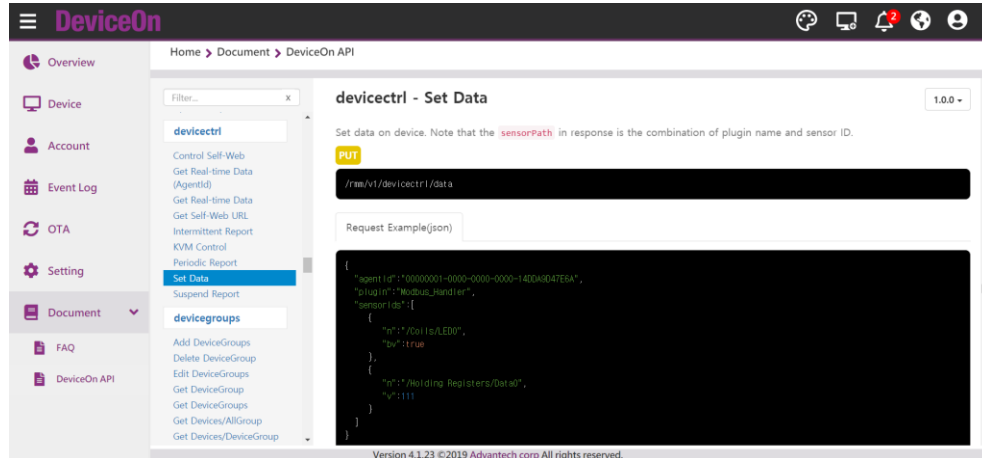 DeviceOn
2
Overview
Device
Account
Event Log
OTA
Setting
Document
FAQ
DeviceOn API
Home ❯ Document ❯ DeviceOn API
Filter...
x
devicectrl
Control Self-Web
Get Real-time Data
(AgentId)
Get Real-time Data
Get Self-Web URL
Intermittent Report
KVM Control
Periodic Report
Set Data
Suspend Report
devicegroups
Add DeviceGroups
Delete DeviceGroup
Edit DeviceGroups
Get DeviceGroup
Get DeviceGroups
Get Devices/AllGroup
Get Devices/DeviceGroup
devicectrl - Set Data
1.0.0
Set data on device. Note that the sensorPath in response is the combination of plugin name and sensor ID.
PUT
/rmm/v1/devicectrl/data
Request Example(json)
{
"agentId":"00000001-0000-0000-0000-14DDA9D47E6A",
"plugin":"Modbus_Handler",
"sensorIds":[
{
"n":"/Coils/LED0",
"bv":true
},
{
"n":"/Holding Registers/Data0",
"v":111
}
]
}
Version 4.1.23 ©2019 Advantech corp All rights reserved.